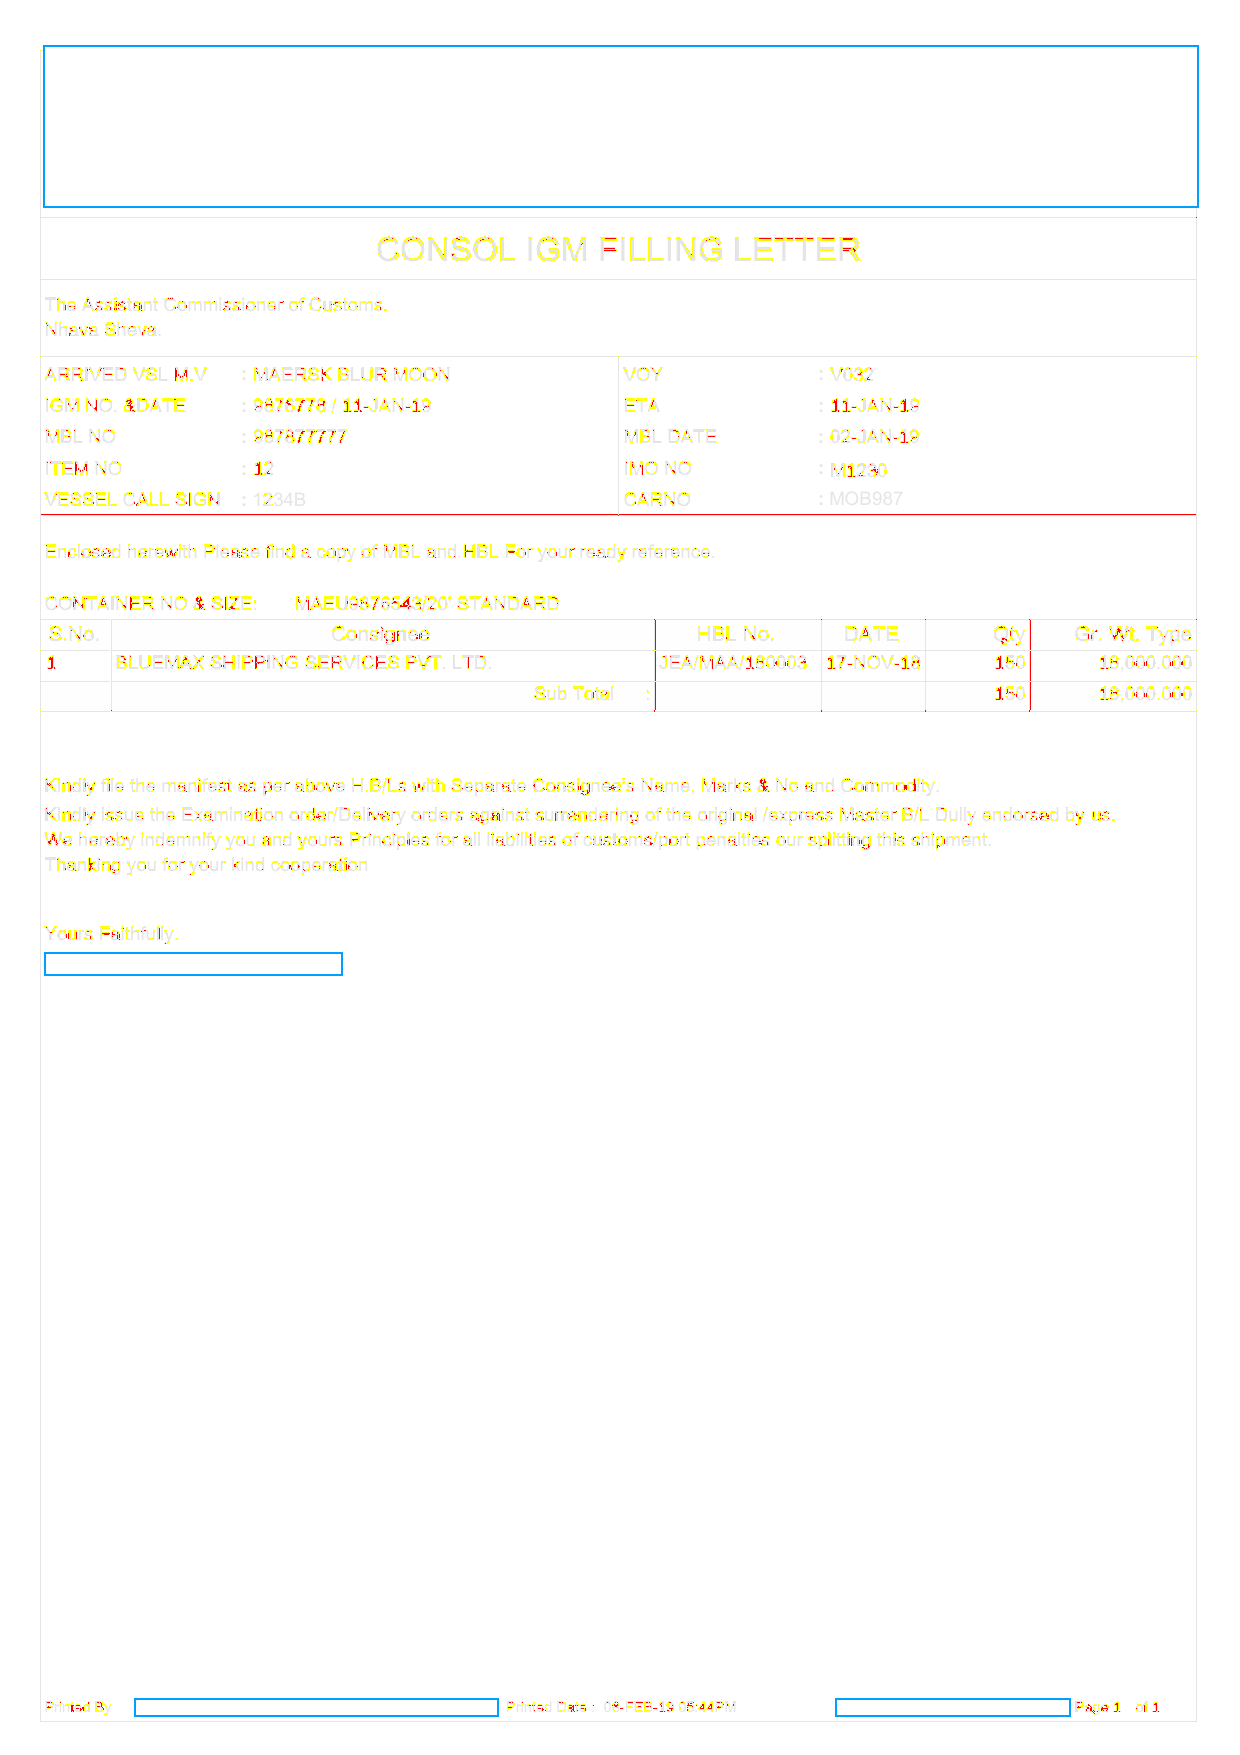 CONSOL IGM FILLING LETTER
The Assistant Commissioner of Customs.
Nhava Sheva.
ARRIVED VSL M.V : MAERSK BLUR MOON VOY : V032
IGM NO. &DATE : / 11-JAN-19 ETA : 11-JAN-19
MBL NO : 987877777 MBL DATE : 02-JAN-19
ITEM NO : 12 IMO NO :
VESSEL CALL SIGN : 1234B CARNO : MOB987
Enclosed herewith Please find a copy of MBL and HBL For your ready reference.
CONTAINER NO & SIZE: STANDARD
S.No. Consignee HBL No. DATE Qty Gr. Wt. Type
1 BLUEMAX SHIPPING SERVICES PVT. LTD. JEA/MAA/180003 17-NOV-18 150 18,000.000
Sub Total : 150 18,000.000
Kindly file the manifest as per above H.B/Ls with Separate Consignee's Name, Marks & No and Commodity.
Kindly issue the Examination order/Delivery orders against surrendering of the original /express Master B/L Dully endorsed by us.
We hereby indemnify you and yours Principles for all liabilities of customs/port penalties our splitting this shipment.
Thanking you for your kind cooperation
Yours Faithfully.
Printed By Printed Date : 06-FEB-19 05:44PM Page 1 of 1